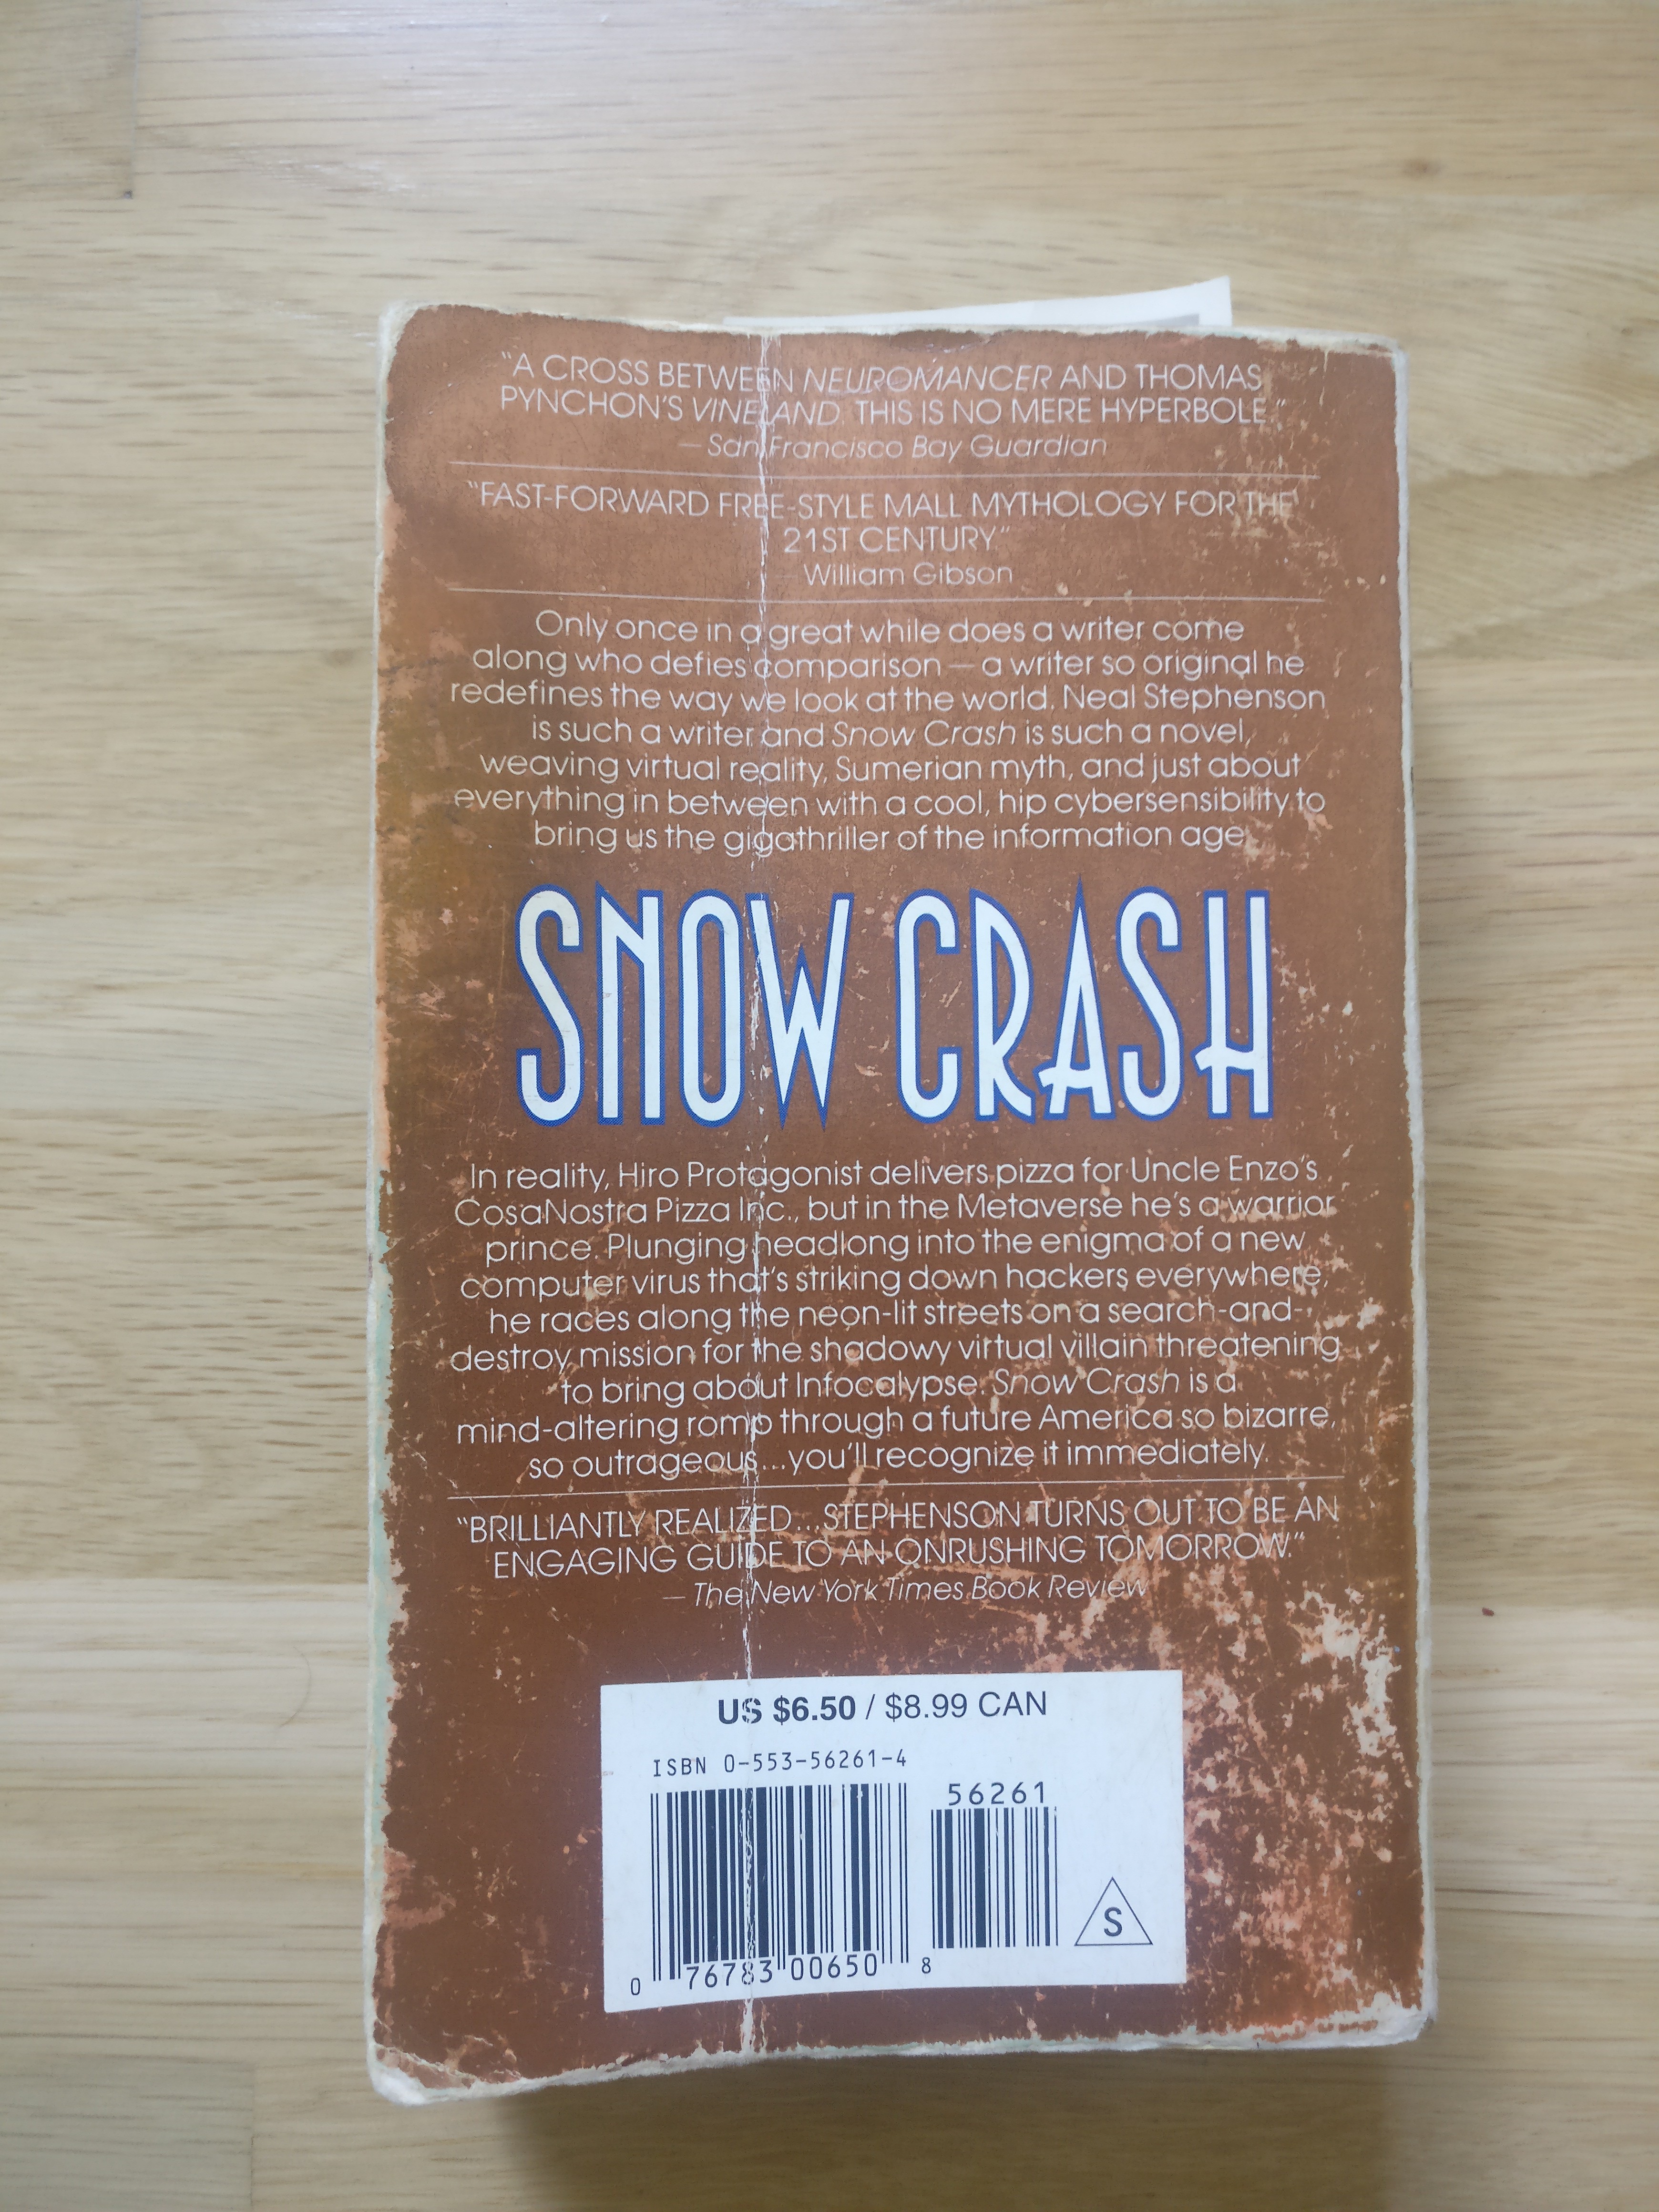 "A CROSS BETWEEN NEUROMANCER AND THOMAS
PYNCHON'S VINELAND. THIS IS NO MERE HYPERBOLE."
— San Francisco Bay Guardian
"FAST-FORWARD FREE-STYLE MALL MYTHOLOGY FOR THE
21ST CENTURY."
— William Gibson
Only once in a great while does a writer come
along who defies comparison — a writer so original he
redefines the way we look at the world. Neal Stephenson
is such a writer and Snow Crash is such a novel,
weaving virtual reality, Sumerian myth, and just about
everything in between with a cool, hip cybersensibility to
bring us the gigathriller of the information age.
SNOW CRASH
In reality, Hiro Protagonist delivers pizza for Uncle Enzo's
CosaNostra Pizza Inc., but in the Metaverse he's a warrior
prince. Plunging headlong into the enigma of a new
computer virus that's striking down hackers everywhere,
he races along the neon-lit streets on a search-and-
destroy mission for the shadowy virtual villain threatening
to bring about Infocalypse. Snow Crash is a
mind-altering romp through a future America so bizarre,
so outrageous...you'll recognize it immediately.
"BRILLIANTLY REALIZED...STEPHENSON TURNS OUT TO BE AN
ENGAGING GUIDE TO AN ONRUSHING TOMORROW."
— The New York Times Book Review
US $6.50 / $8.99 CAN
ISBN 0-553-56261-4
56261
0 76783 00650 8
S